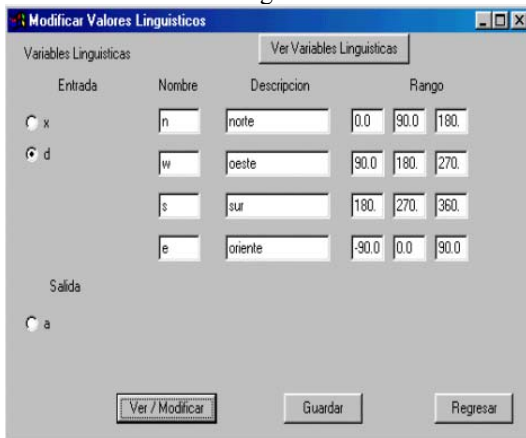 Modificar Valores Linguisticos
Variables Linguisticas Ver Variables Linguisticas
Entrada Nombre Descripcion Rango
x n norte 0.0 90.0 180.
d w oeste 90.0 180. 270.
s sur 180. 270. 360.
e oriente -90.0 0.0 90.0
Salida
a
Ver / Modificar Guardar Regresar